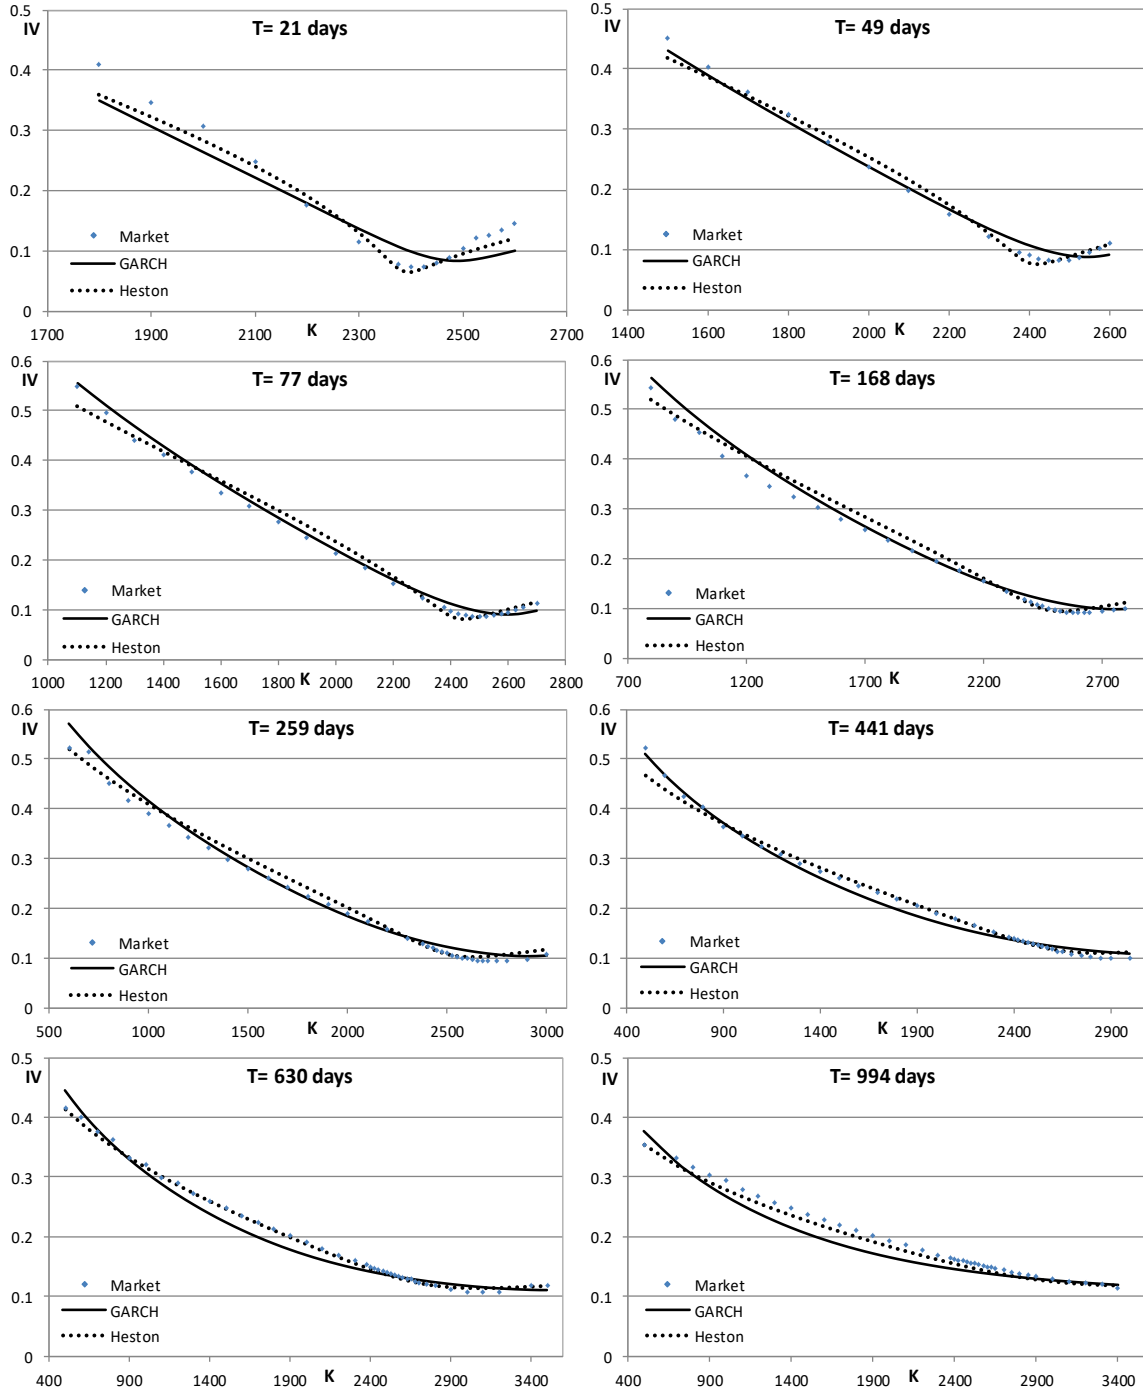 0.5
IV
T= 21 days
0.4
0.3
0.2
0.1
0
Market
GARCH
Heston
1700 1900 2100 2300 K 2500 2700
0.5
IV
T= 49 days
0.4
0.3
0.2
0.1
0
Market
GARCH
Heston
1400 1600 1800 2000 K 2200 2400 2600
0.6
IV
T= 77 days
0.5
0.4
0.3
0.2
0.1
0
Market
GARCH
Heston
1000 1200 1400 1600 1800 K 2000 2200 2400 2600 2800
0.6
IV
T= 168 days
0.5
0.4
0.3
0.2
0.1
0
Market
GARCH
Heston
700 1200 1700 K 2200 2700
0.6
IV
T= 259 days
0.5
0.4
0.3
0.2
0.1
0
Market
GARCH
Heston
500 1000 1500 K 2000 2500 3000
0.6
IV
T= 441 days
0.5
0.4
0.3
0.2
0.1
0
Market
GARCH
Heston
400 900 1400 K 1900 2400 2900
0.5
IV
T= 630 days
0.4
0.3
0.2
0.1
0
Market
GARCH
Heston
400 900 1400 1900 K 2400 2900 3400
0.5
IV
T= 994 days
0.4
0.3
0.2
0.1
0
Market
GARCH
Heston
400 900 1400 1900 K 2400 2900 3400